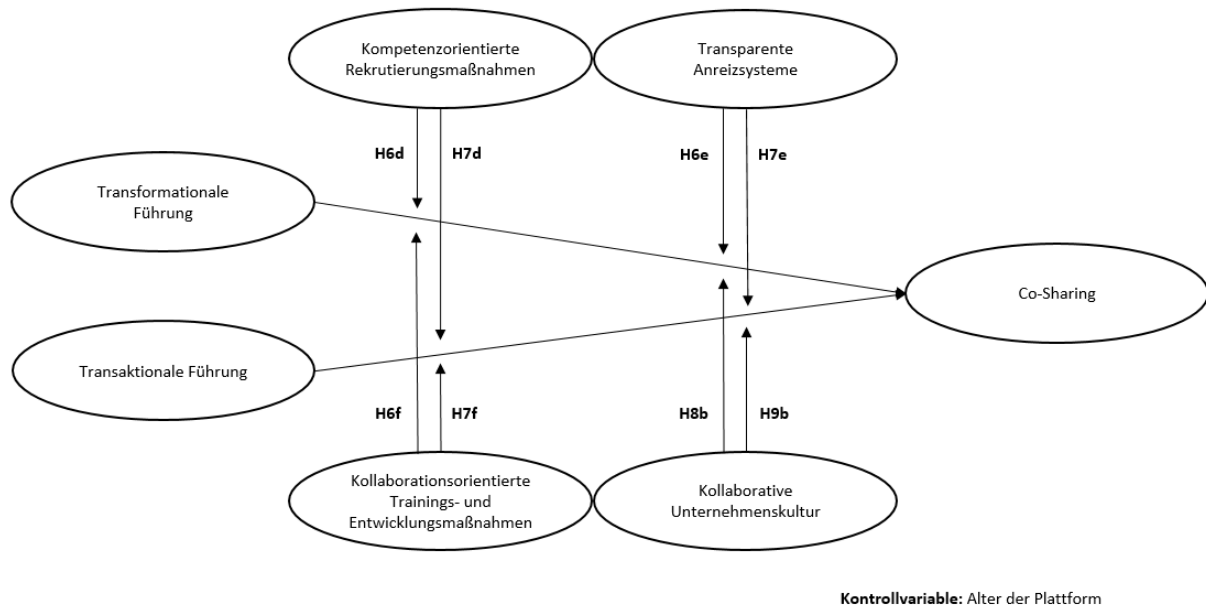 Kompetenzorientierte
Rekrutierungsmaßnahmen
Transparente
Anreizsysteme
H6d
H7d
H6e
H7e
Transformationale
Führung
Co-Sharing
Transaktionale Führung
H6f
H7f
H8b
H9b
Kollaborationsorientierte
Trainings- und
Entwicklungsmaßnahmen
Kollaborative
Unternehmenskultur
Kontrollvariable: Alter der Plattform